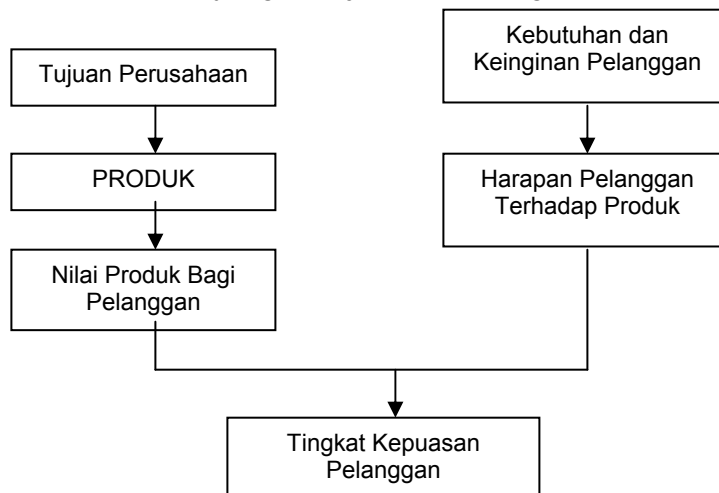 Kebutuhan dan
Keinginan Pelanggan
Tujuan Perusahaan
PRODUK
Harapan Pelanggan
Terhadap Produk
Nilai Produk Bagi
Pelanggan
Tingkat Kepuasan
Pelanggan